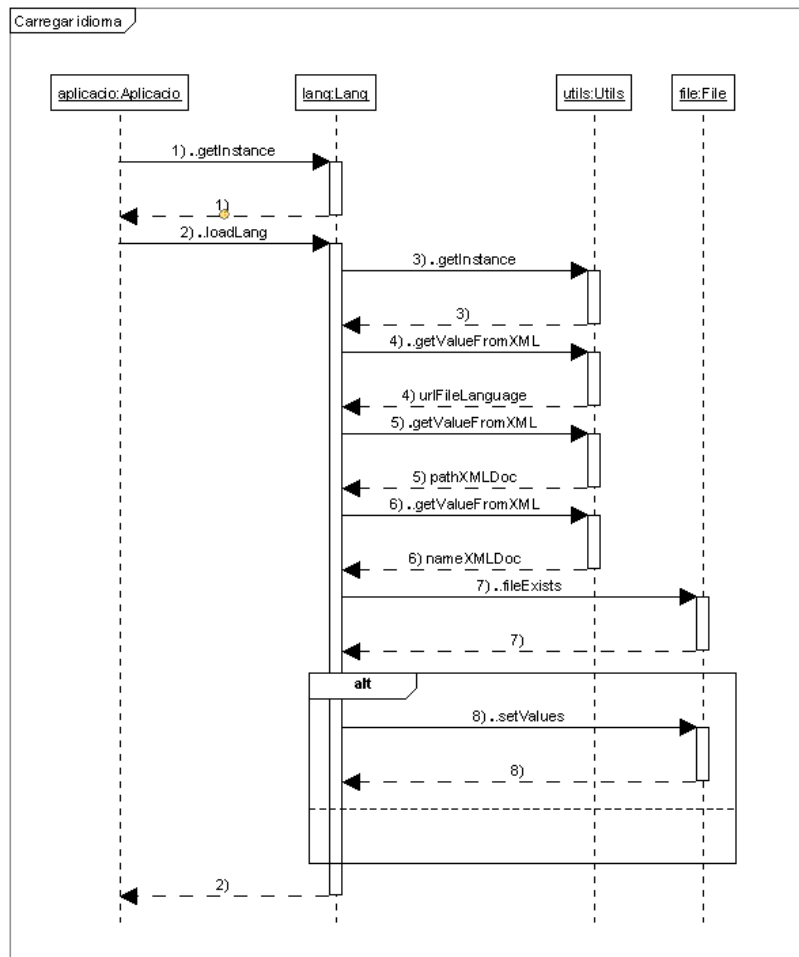 Carregar idioma
aplicacio:Aplicacio
lang:Lang
utils:Utils
file:File
1) ..getInstance
1)
2) ..loadLang
3) ..getInstance
3)
4) ..getValueFromXML
4) urlFileLanguage
5) .getValueFromXML
5) pathXMLDoc
6) ..getValueFromXML
6) nameXMLDoc
7) ..fileExists
7)
alt
8) ..setValues
8)
2)